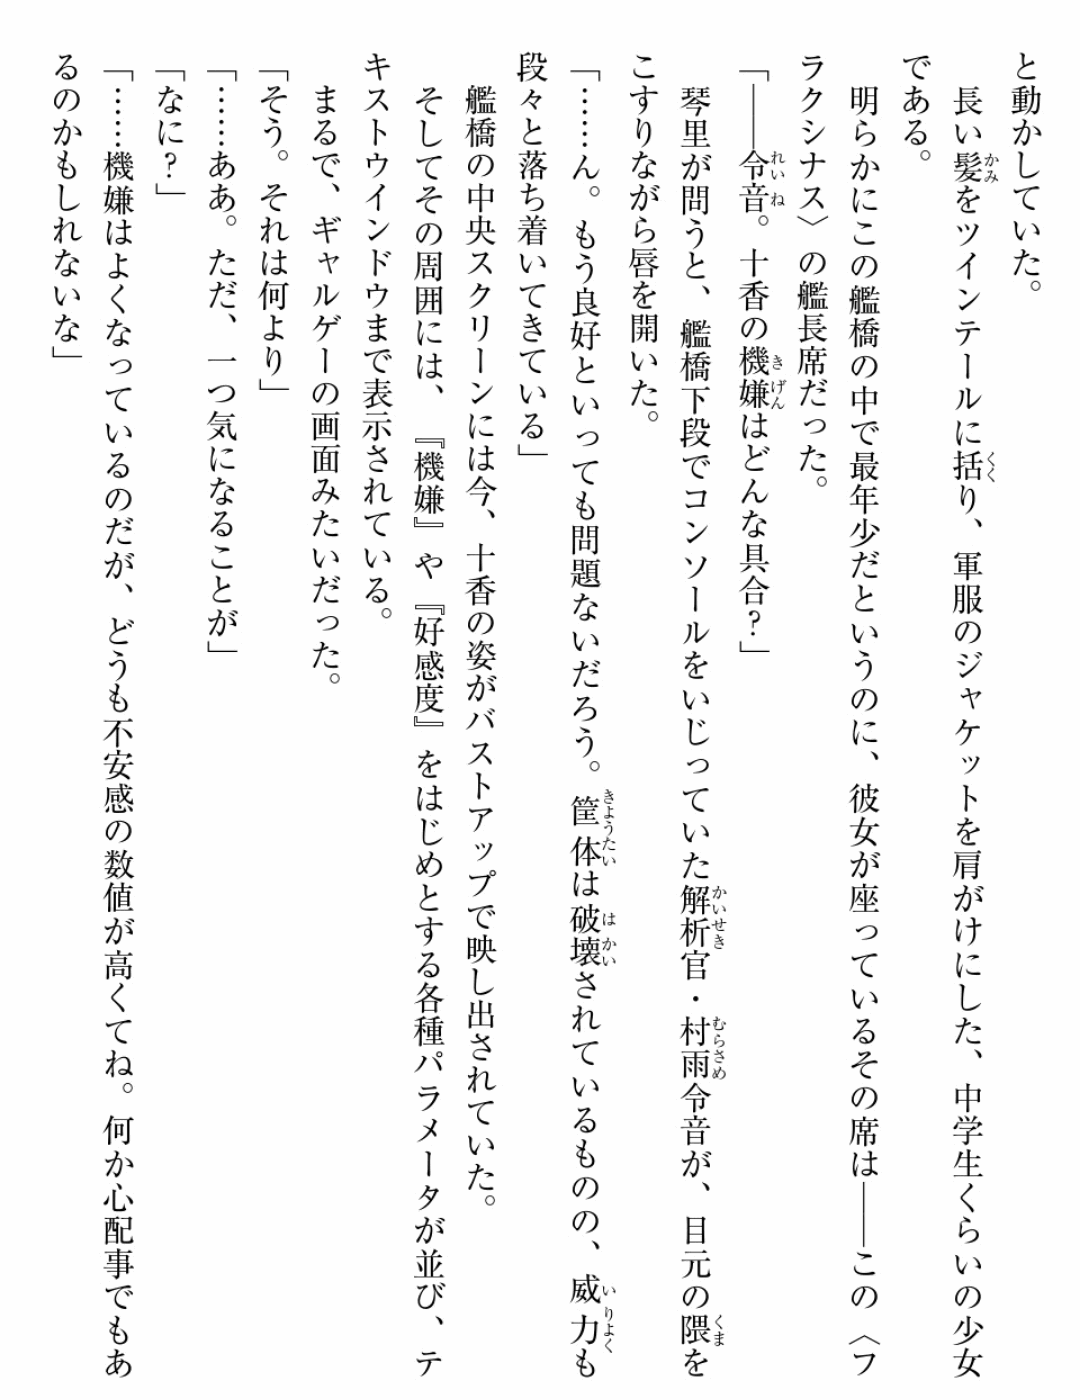 と動かしていた。
　長い髪をツインテールに括り、軍服のジャケットを肩がけにした、中学生くらいの少女
である。
　明らかにこの艦橋の中で最年少だというのに、彼女が座っているその席は――この〈フ
ラクシナス〉の艦長席だった。
「――令音。十香の機嫌はどんな具合？」
　琴里が問うと、艦橋下段でコンソールをいじっていた解析官・村雨令音が、目元の隈を
こすりながら唇を開いた。
「……ん。もう良好といっても問題ないだろう。筐体は破壊されているものの、威力も
段々と落ち着いてきている」
　艦橋の中央スクリーンには今、十香の姿がバストアップで映し出されていた。
　そしてその周囲には、『機嫌』や『好感度』をはじめとする各種パラメータが並び、テ
キストウインドウまで表示されている。
　まるで、ギャルゲーの画面みたいだった。
「そう。それは何より」
「……ああ。ただ、一つ気になることが」
「なに？」
「……機嫌はよくなっているのだが、どうも不安感の数値が高くてね。何か心配事でもあ
るのかもしれないな」